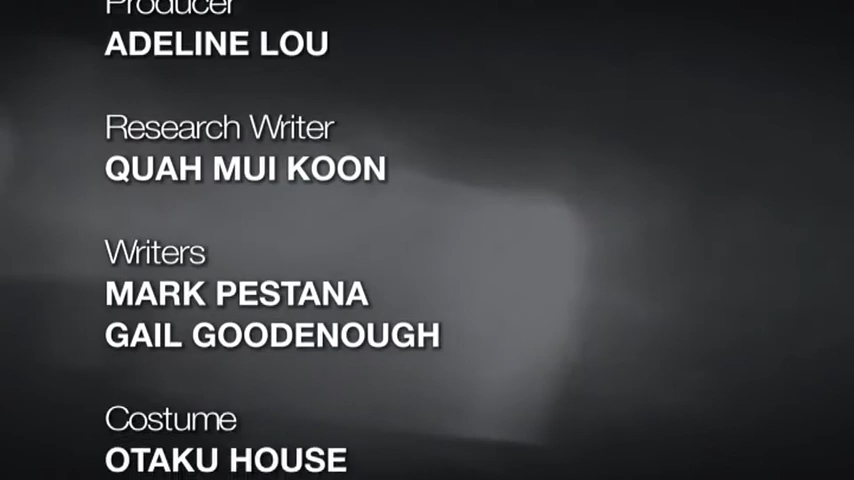 Producer
ADELINE LOU
Research Writer
QUAH MUI KOON
Writers
MARK PESTANA
GAIL GOODENOUGH
Costume
OTAKU HOUSE